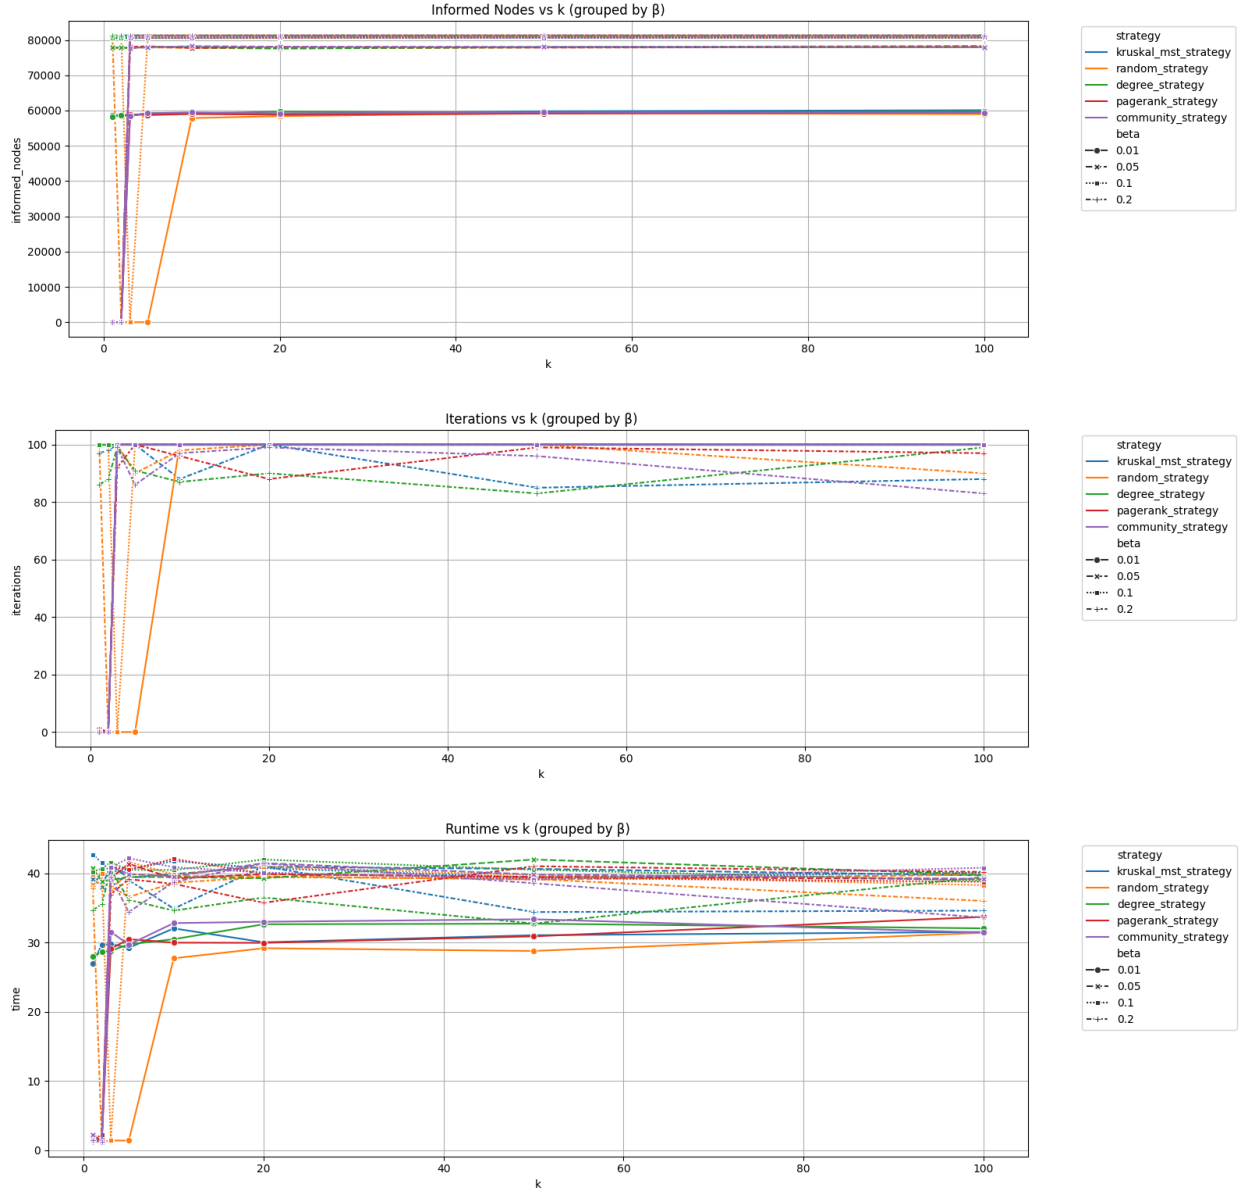 Informed Nodes vs k (grouped by β)
informed_nodes
80000
70000
60000
50000
40000
30000
20000
10000
0
0 20 40 60 80 100
k
strategy
kruskal_mst_strategy
random_strategy
degree_strategy
pagerank_strategy
community_strategy
beta
0.01
0.05
0.1
0.2
Iterations vs k (grouped by β)
iterations
100
80
60
40
20
0
0 20 40 60 80 100
k
strategy
kruskal_mst_strategy
random_strategy
degree_strategy
pagerank_strategy
community_strategy
beta
0.01
0.05
0.1
0.2
Runtime vs k (grouped by β)
time
40
30
20
10
0
0 20 40 60 80 100
k
strategy
kruskal_mst_strategy
random_strategy
degree_strategy
pagerank_strategy
community_strategy
beta
0.01
0.05
0.1
0.2